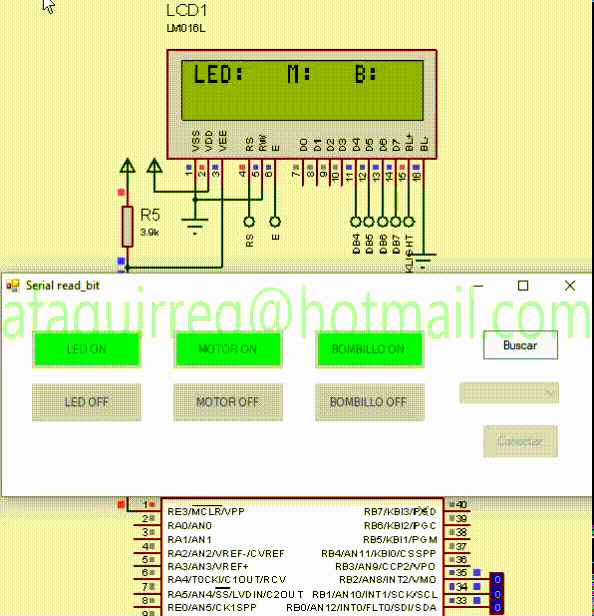 LCD1
LM016L
LED: M: B:
VSS VDD VEE RS RW E D0 D1 D2 D3 D4 D5 D6 D7 BL+ BL-
1 2 3 4 5 6 7 8 9 10 11 12 13 14 15 16
R5
3.9k
RS E DB4 DB5 DB6 DB7
Serial read_bit
afaguirreg@hotmail.com
LED ON MOTOR ON BOMBILLO ON Buscar
LED OFF MOTOR OFF BOMBILLO OFF
Conectar
1 RE3/MCLR/VPP RB7/KBI3/PGD 40
2 RA0/AN0 RB6/KBI2/PGC 39
3 RA1/AN1 RB5/KBI1/PGM 38
4 RA2/AN2/VREF-/CVREF RB4/AN11/KBI0/CSSPP 37
5 RA3/AN3/VREF+ RB3/AN9/CCP2/VPO 36
6 RA4/T0CKI/C1OUT/RCV RB2/AN8/INT2/VMO 35 0
7 RA5/AN4/SS/LVDIN/C2OUT RB1/AN10/INT1/SCK/SCL 34 0
8 RE0/AN5/CK1SPP RB0/AN12/INT0/FLT0/SDI/SDA 33 0